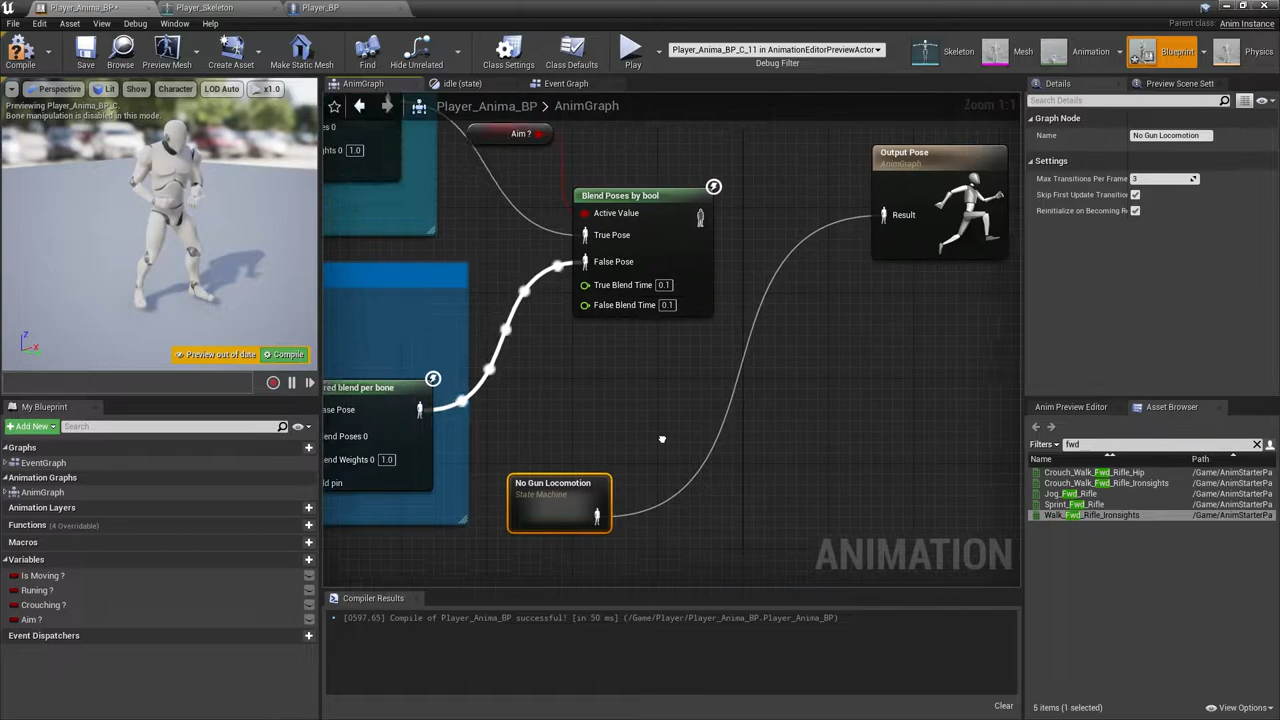 Player_Anima_BP*
Player_Skeleton
Player_BP
File
Edit
Asset
View
Debug
Window
Help
Parent class: Anim Instance
Compile
Save
Browse
Preview Mesh
Create Asset
Make Static Mesh
Find
Hide Unrelated
Class Settings
Class Defaults
Play
Player_Anima_BP_C_11 in AnimationEditorPreviewActor
Debug Filter
Skeleton
Mesh
Animation
Blueprint
Physics
Perspective
Lit
Show
Character
LOD Auto
x1.0
Previewing Player_Anima_BP_C.
Bone manipulation is disabled in this mode.
Z
X
Preview out of date
Compile
AnimGraph
idle (state)
Event Graph
Player_Anima_BP > AnimGraph
Zoom 1:1
Aim ?
ghts 0 1.0
Blend Poses by bool
Active Value
True Pose
False Pose
True Blend Time 0.1
False Blend Time 0.1
Output Pose
AnimGraph
Result
red blend per bone
ase Pose
end Poses 0
end Weights 0 1.0
ld pin
No Gun Locomotion
State Machine
ANIMATION
My Blueprint
Add New
Search
Graphs
EventGraph
Animation Graphs
AnimGraph
Animation Layers
Functions (4 Overridable)
Macros
Variables
Is Moving ?
Runing ?
Crouching ?
Aim ?
Event Dispatchers
Compiler Results
[0597.65] Compile of Player_Anima_BP successful! [in 50 ms] (/Game/Player/Player_Anima_BP.Player_Anima_BP)
Clear
Details
Preview Scene Sett
Search Details
Graph Node
Name
No Gun Locomotion
Settings
Max Transitions Per Frame
3
Skip First Update Transition
Reinitialize on Becoming Re
Anim Preview Editor
Asset Browser
Filters
fwd_
Name
Path
Crouch_Walk_Fwd_Rifle_Hip /Game/AnimStarterPa
Crouch_Walk_Fwd_Rifle_Ironsights /Game/AnimStarterPa
Jog_Fwd_Rifle /Game/AnimStarterPa
Sprint_Fwd_Rifle /Game/AnimStarterPa
Walk_Fwd_Rifle_Ironsights /Game/AnimStarterPa
5 items (1 selected)
View Options